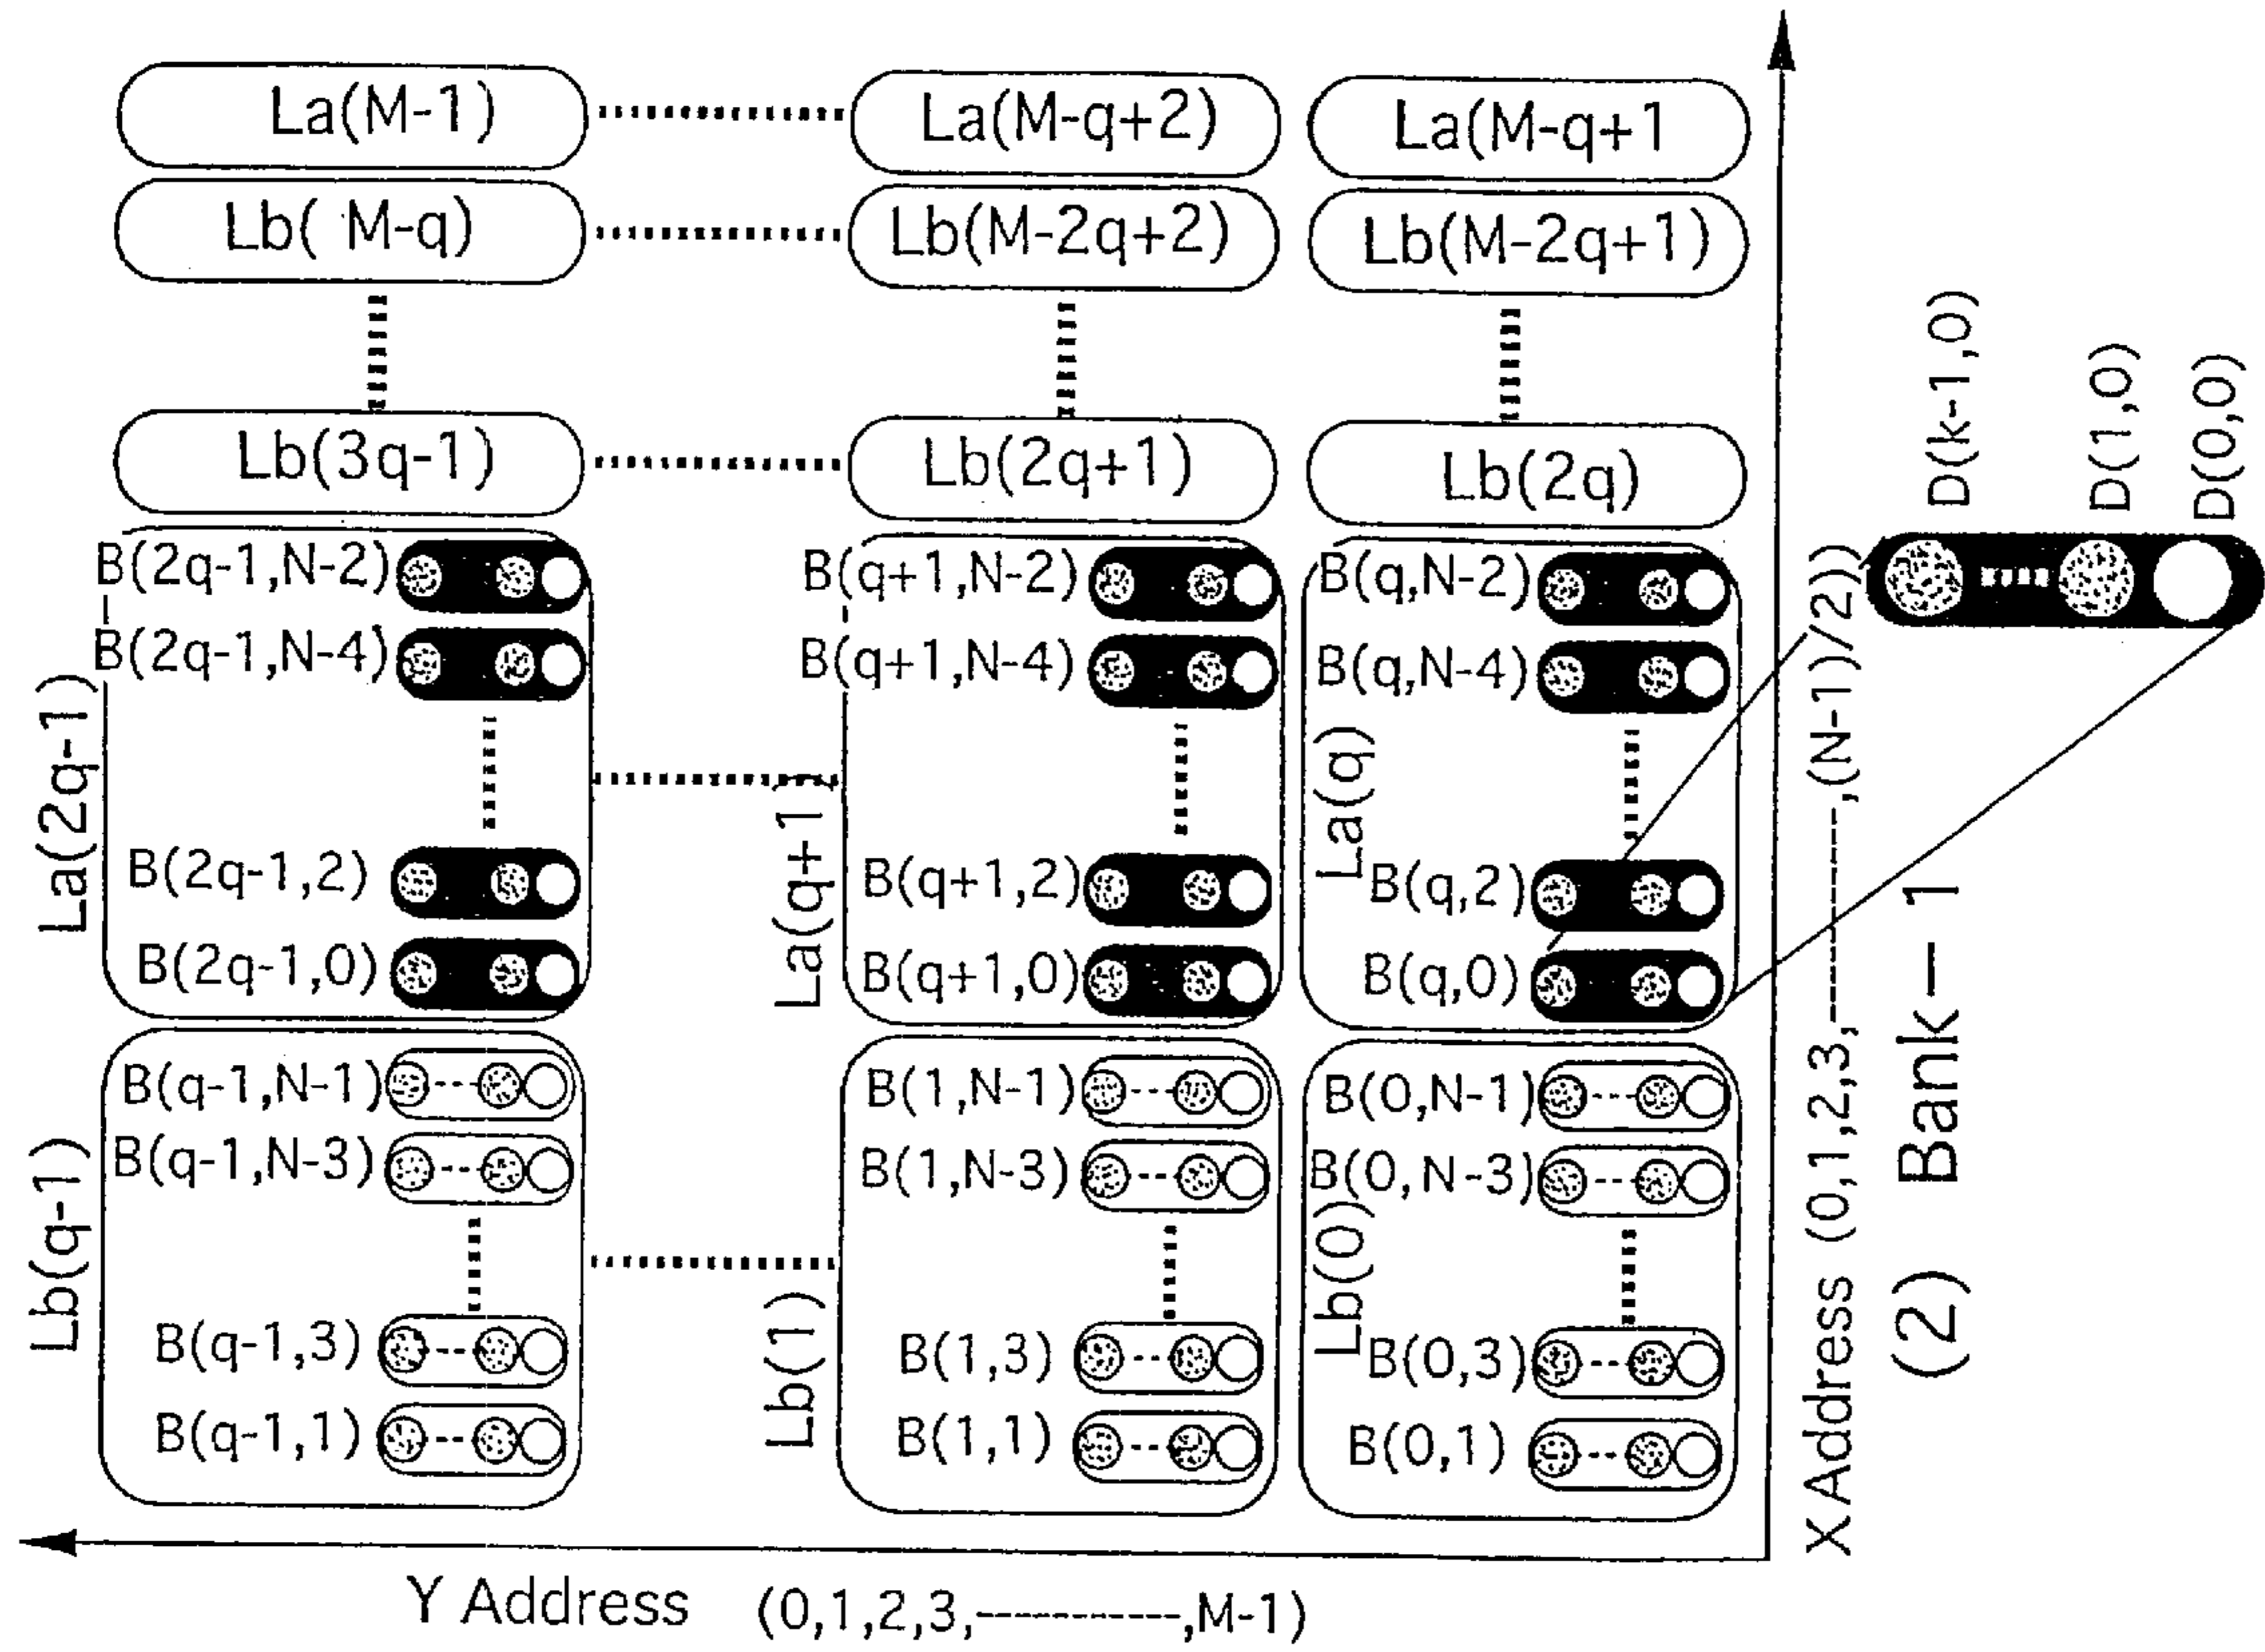 La(M-1)
La(M-q+2)
La(M-q+1
Lb( M-q)
Lb(M-2q+2)
Lb(M-2q+1)
Lb(3q-1)
Lb(2q+1)
Lb(2q)
La(2q-1)
B(2q-1,N-2)
B(2q-1,N-4)
B(2q-1,2)
B(2q-1,0)
La(q+1)
B(q+1,N-2)
B(q+1,N-4)
B(q+1,2)
B(q+1,0)
La(q)
B(q,N-2)
B(q,N-4)
B(q,2)
B(q,0)
Lb(q-1)
B(q-1,N-1)
B(q-1,N-3)
B(q-1,3)
B(q-1,1)
Lb(1)
B(1,N-1)
B(1,N-3)
B(1,3)
B(1,1)
Lb(0)
B(0,N-1)
B(0,N-3)
B(0,3)
B(0,1)
D(k-1,0)
D(1,0)
D(0,0)
X Address (0,1,2,3,-----------,(N-1)/2))
(2) Bank-1
Y Address (0,1,2,3,-----------,M-1)